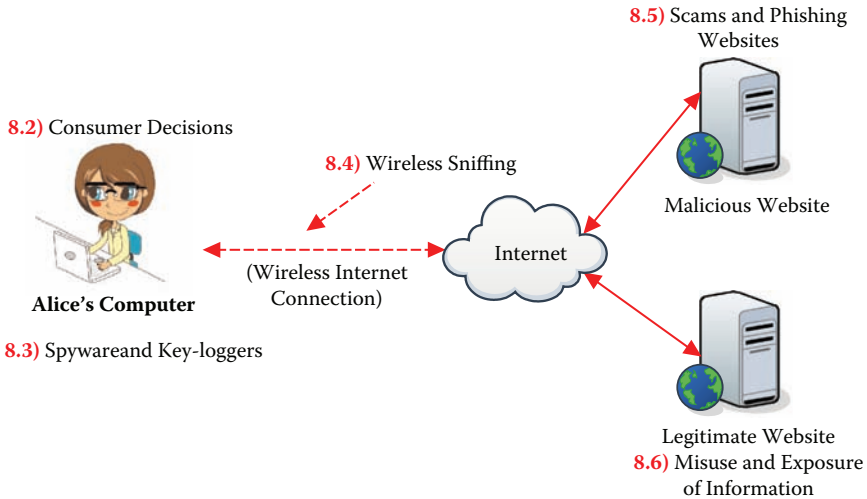 8.5) Scams and Phishing
Websites
8.2) Consumer Decisions
8.4) Wireless Sniffing
Malicious Website
Internet
(Wireless Internet
Connection)
Alice's Computer
8.3) Spywareand Key-loggers
Legitimate Website
8.6) Misuse and Exposure
of Information